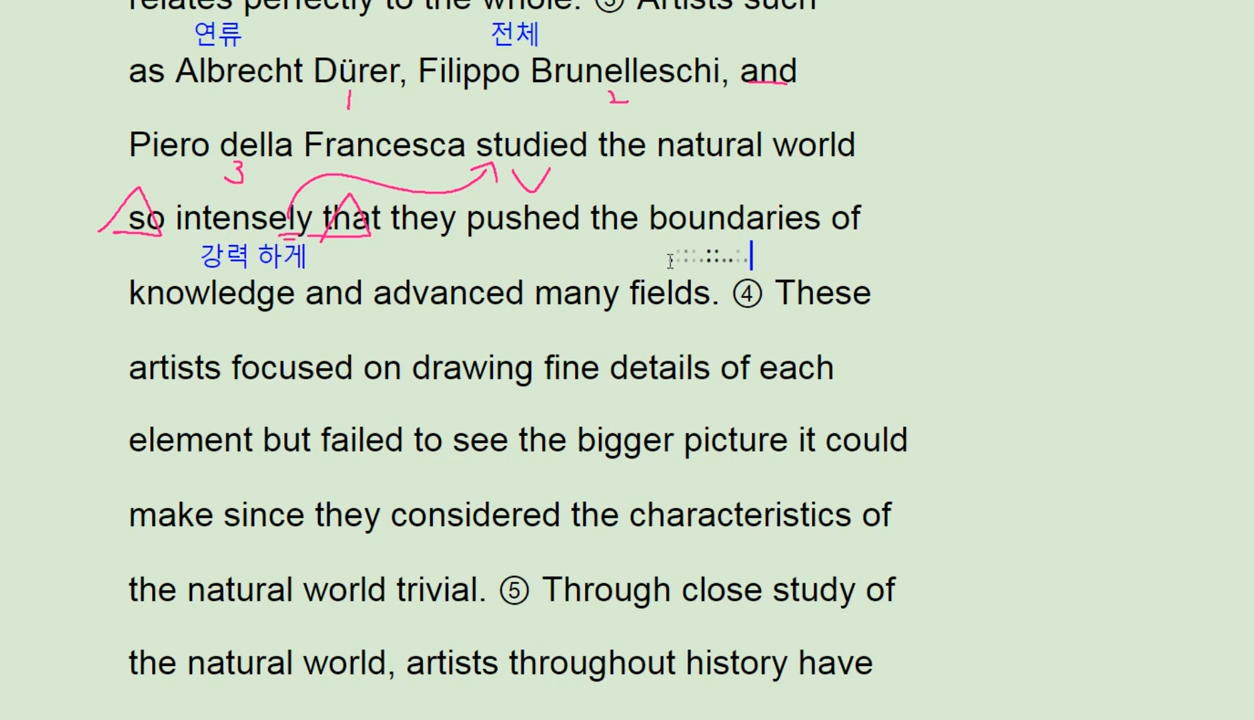 relates perfectly to the whole. ③ Artists such
연류 전체
as Albrecht Dürer, Filippo Brunelleschi, and
1 2
Piero della Francesca studied the natural world
3
so intensely that they pushed the boundaries of
강력 하게
knowledge and advanced many fields. ④ These
artists focused on drawing fine details of each
element but failed to see the bigger picture it could
make since they considered the characteristics of
the natural world trivial. ⑤ Through close study of
the natural world, artists throughout history have